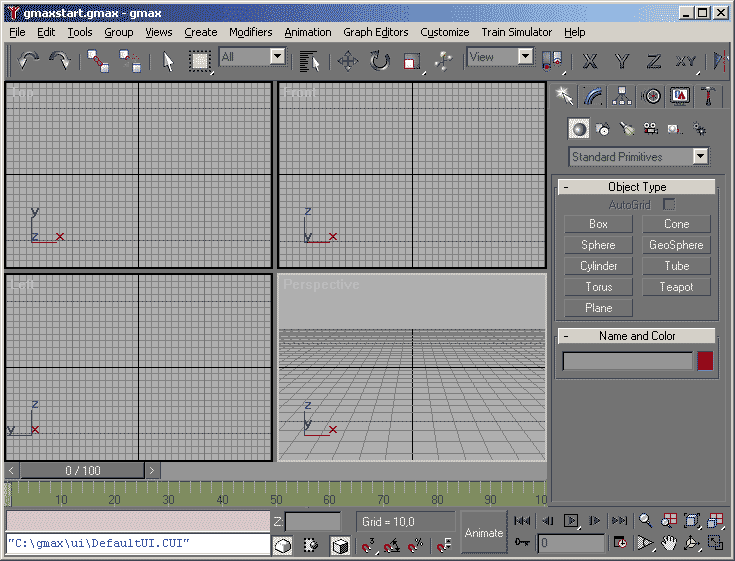 gmaxstart.gmax - gmax
File Edit Tools Group Views Create Modifiers Animation Graph Editors Customize Train Simulator Help
All
View
X Y Z XY
Top
Front
y
z x
z
y x
Left
Perspective
z
y x
z
y x
Standard Primitives
- Object Type
AutoGrid
Box Cone
Sphere GeoSphere
Cylinder Tube
Torus Teapot
Plane
- Name and Color
< 0 / 100 >
0 10 20 30 40 50 60 70 80 90 100
Z: Grid = 10,0
Animate
"C:\gmax\ui\DefaultUI.CUI"
3
%
0